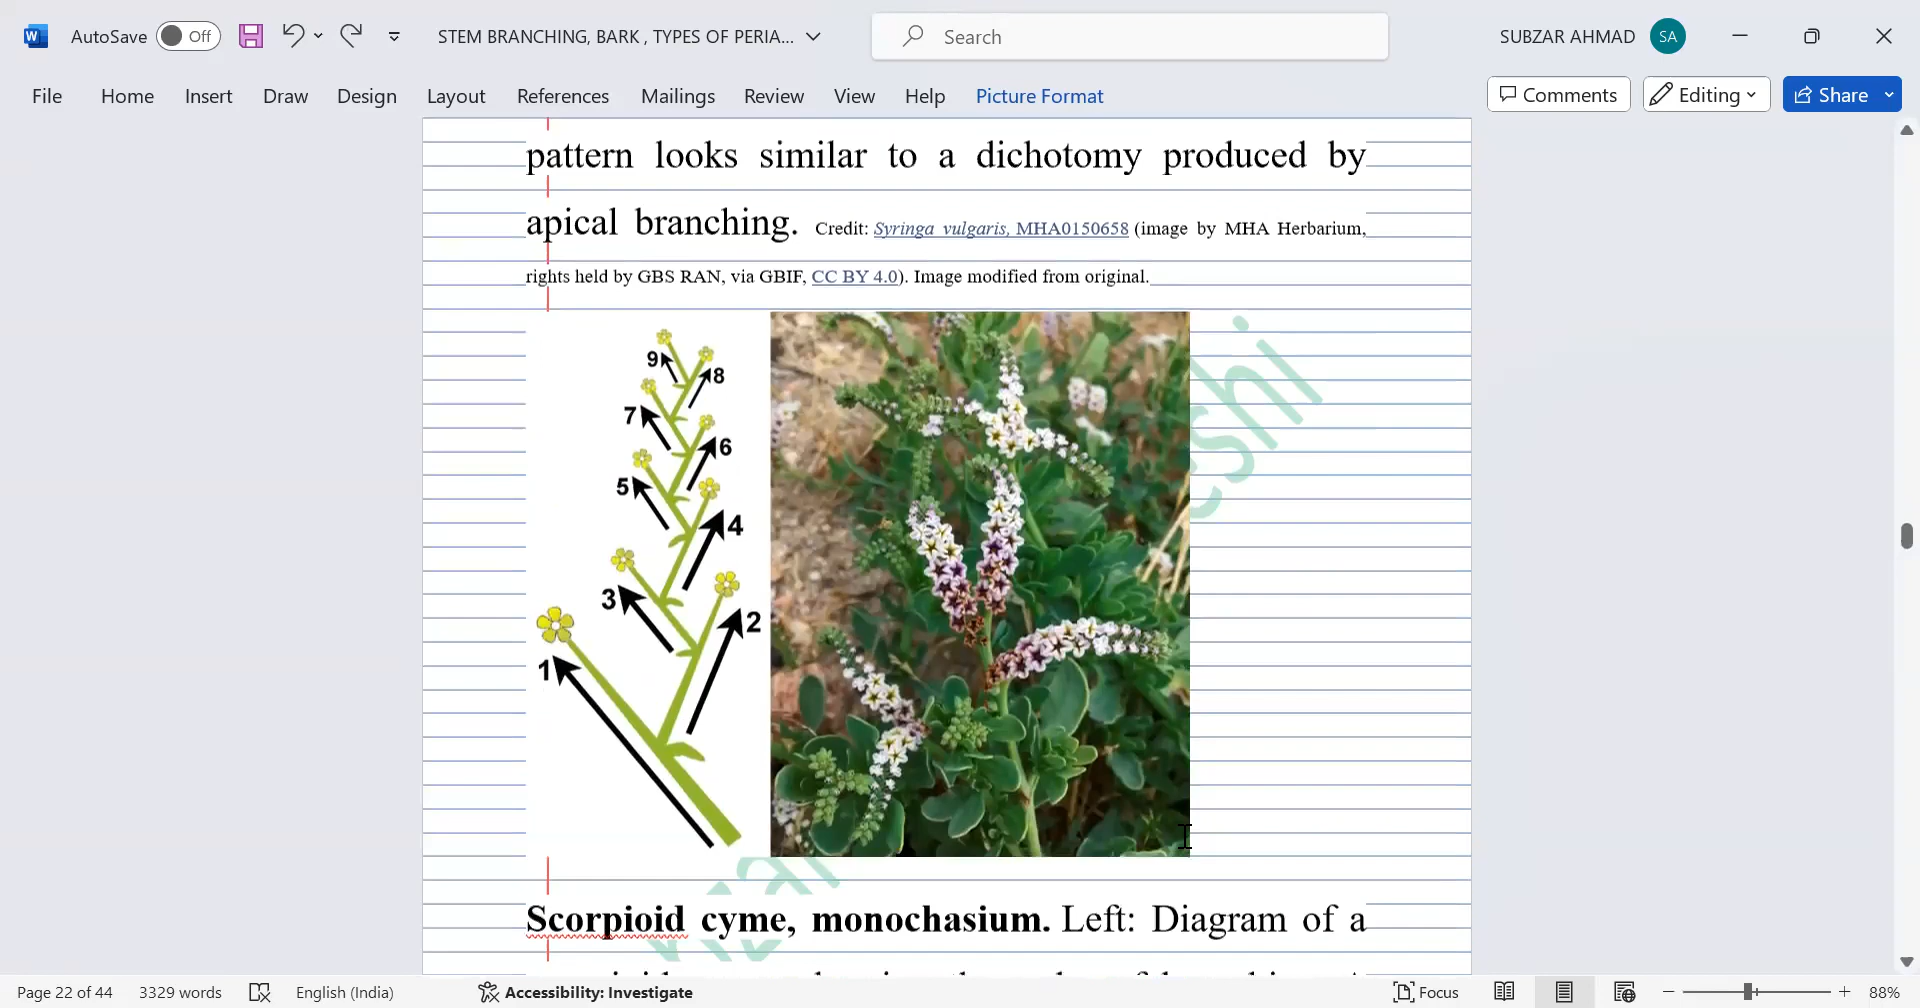 AutoSave Off STEM BRANCHING, BARK , TYPES OF PERIA... Search SUBZAR AHMAD SA
File Home Insert Draw Design Layout References Mailings Review View Help Picture Format Comments Editing Share
pattern looks similar to a dichotomy produced by
apical branching. Credit: Syringa vulgaris, MHA0150658 (image by MHA Herbarium,
rights held by GBS RAN, via GBIF, CC BY 4.0). Image modified from original.
9
8
7
6
5
4
3
2
1
Scorpioid cyme, monochasium. Left: Diagram of a
Page 22 of 44 3329 words English (India) Accessibility: Investigate Focus 88%